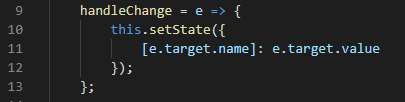 9 handleChange = e => {
10 this.setState({
11 [e.target.name]: e.target.value
12 });
13 };